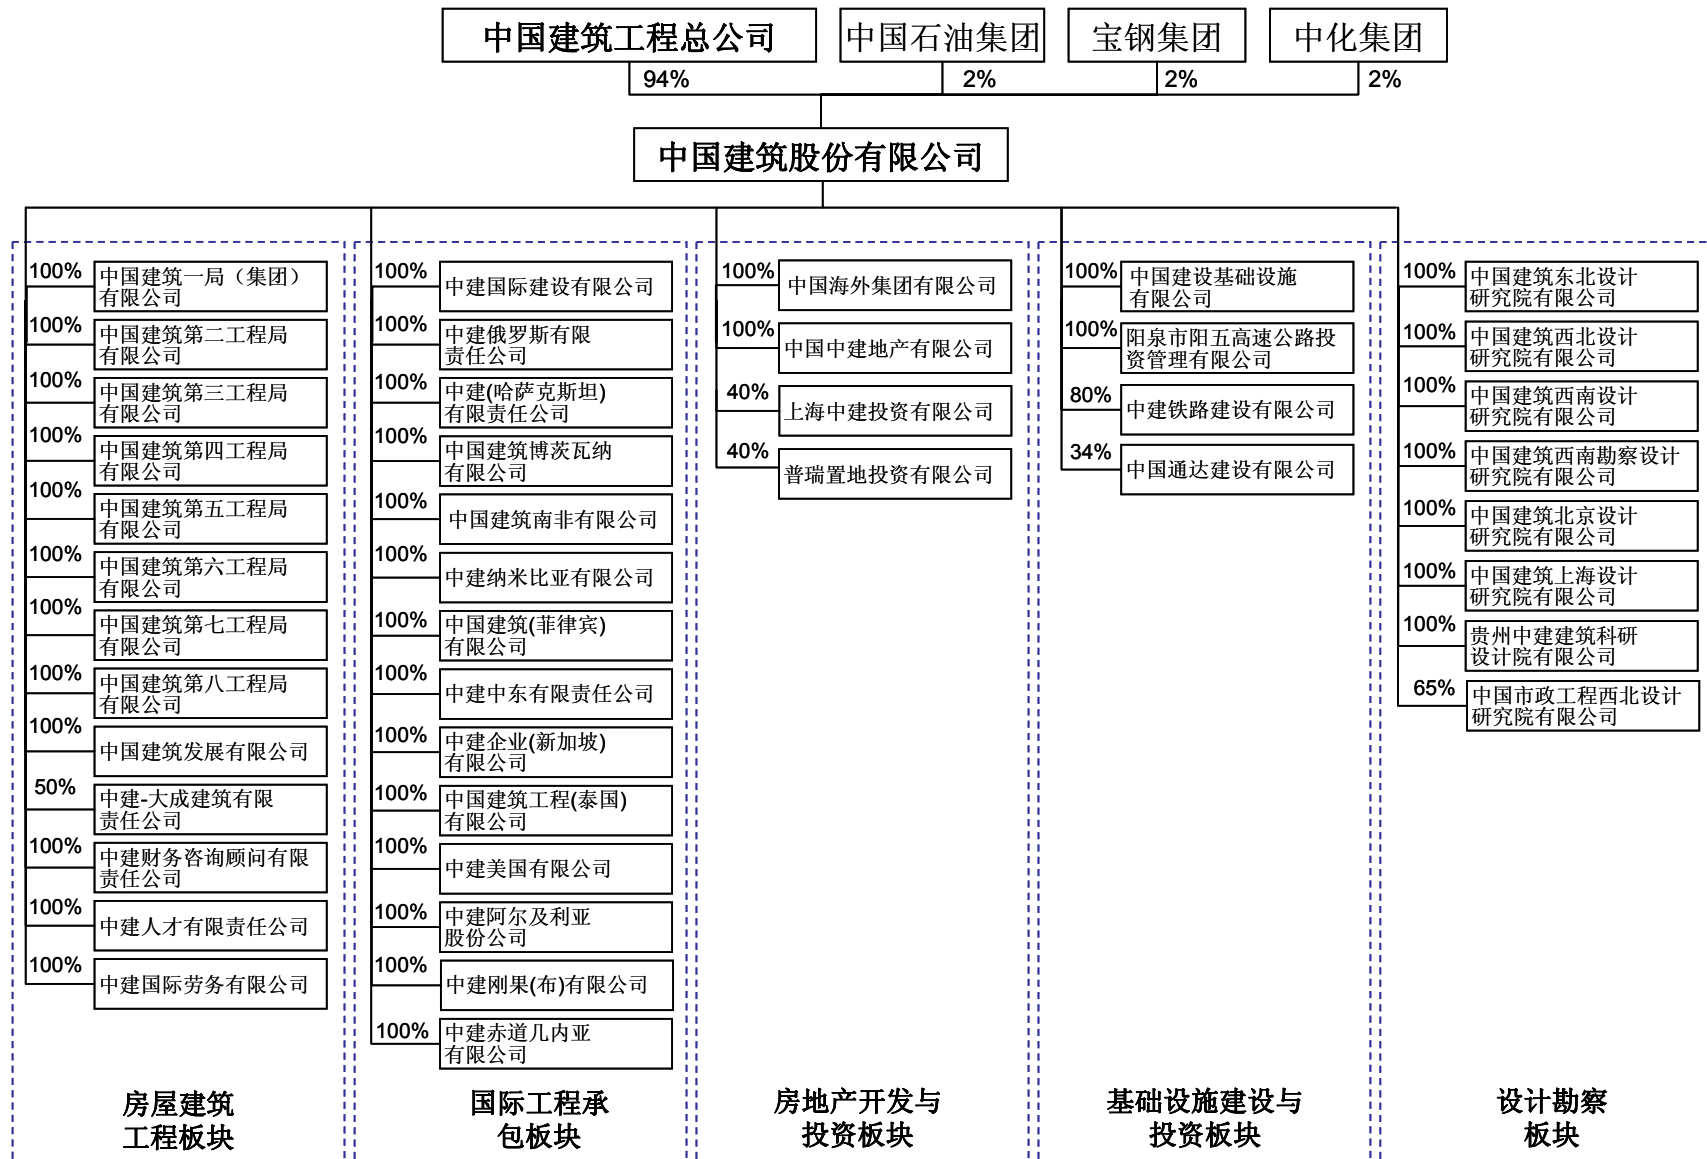 中国建筑工程总公司
中国石油集团
宝钢集团
中化集团
94%
2%
2%
2%
中国建筑股份有限公司
100%
中国建筑一局（集团）
有限公司
100%
中国建筑第二工程局
有限公司
100%
中国建筑第三工程局
有限公司
100%
中国建筑第四工程局
有限公司
100%
中国建筑第五工程局
有限公司
100%
中国建筑第六工程局
有限公司
100%
中国建筑第七工程局
有限公司
100%
中国建筑第八工程局
有限公司
100%
中国建筑发展有限公司
50%
中建-大成建筑有限
责任公司
100%
中建财务咨询顾问有限
责任公司
100%
中建人才有限责任公司
100%
中建国际劳务有限公司
房屋建筑
工程板块
100%
中建国际建设有限公司
100%
中建俄罗斯有限
责任公司
100%
中建(哈萨克斯坦)
有限责任公司
100%
中国建筑博茨瓦纳
有限公司
100%
中国建筑南非有限公司
100%
中建纳米比亚有限公司
100%
中国建筑(菲律宾)
有限公司
100%
中建中东有限责任公司
100%
中建企业(新加坡)
有限公司
100%
中国建筑工程(泰国)
有限公司
100%
中建美国有限公司
100%
中建阿尔及利亚
股份公司
100%
中建刚果(布)有限公司
100%
中建赤道几内亚
有限公司
国际工程承
包板块
100%
中国海外集团有限公司
100%
中国中建地产有限公司
40%
上海中建投资有限公司
40%
普瑞置地投资有限公司
房地产开发与
投资板块
100%
中国建设基础设施
有限公司
100%
阳泉市阳五高速公路投
资管理有限公司
80%
中建铁路建设有限公司
34%
中国通达建设有限公司
基础设施建设与
投资板块
100%
中国建筑东北设计
研究院有限公司
100%
中国建筑西北设计
研究院有限公司
100%
中国建筑西南设计
研究院有限公司
100%
中国建筑西南勘察设计
研究院有限公司
100%
中国建筑北京设计
研究院有限公司
100%
中国建筑上海设计
研究院有限公司
100%
贵州中建建筑科研
设计院有限公司
65%
中国市政工程西北设计
研究院有限公司
设计勘察
板块